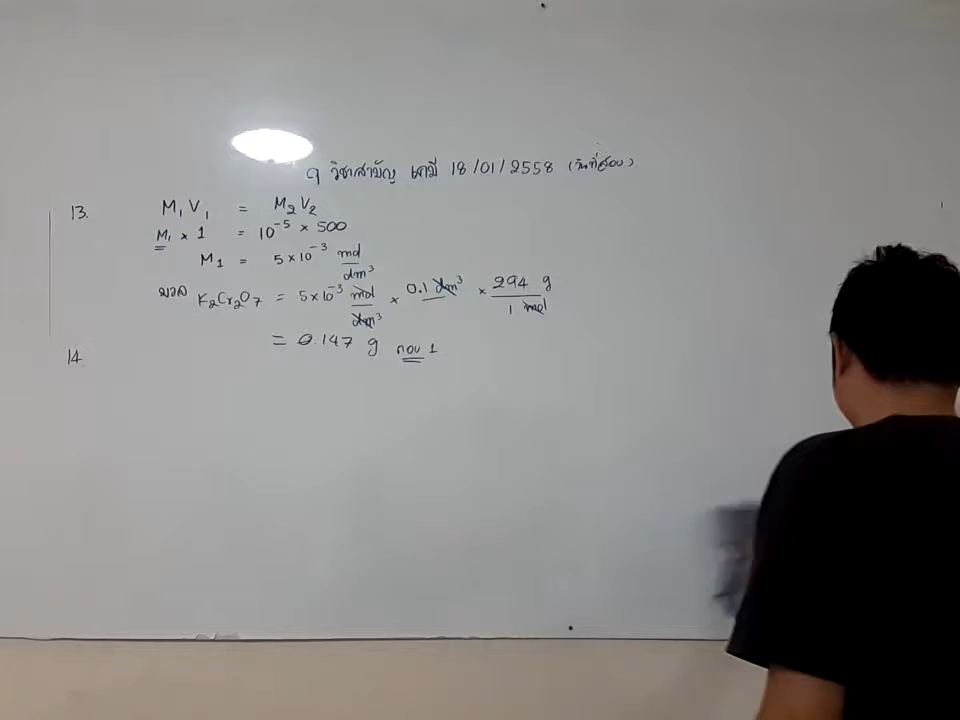 ๙ วิชาสามัญ เคมี 18/01/2558 (วันที่สอบ)
13. M₁V₁ = M₂V₂
M₁ × 1 = 10⁻⁵ × 500
M₁ = 5×10⁻³ mol/dm³
มวล K₂Cr₂O₇ = 5×10⁻³ mol/dm³ × 0.1 dm³ × 294 g/1 mol
= 0.147 g ตอบ 1
14.